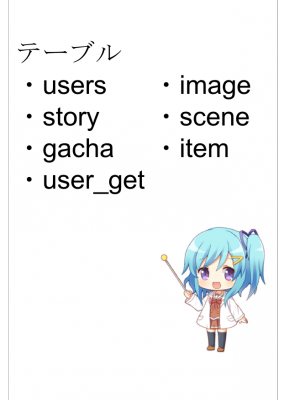 テーブル
・users
・story
・gacha
・user_get
・image
・scene
・item